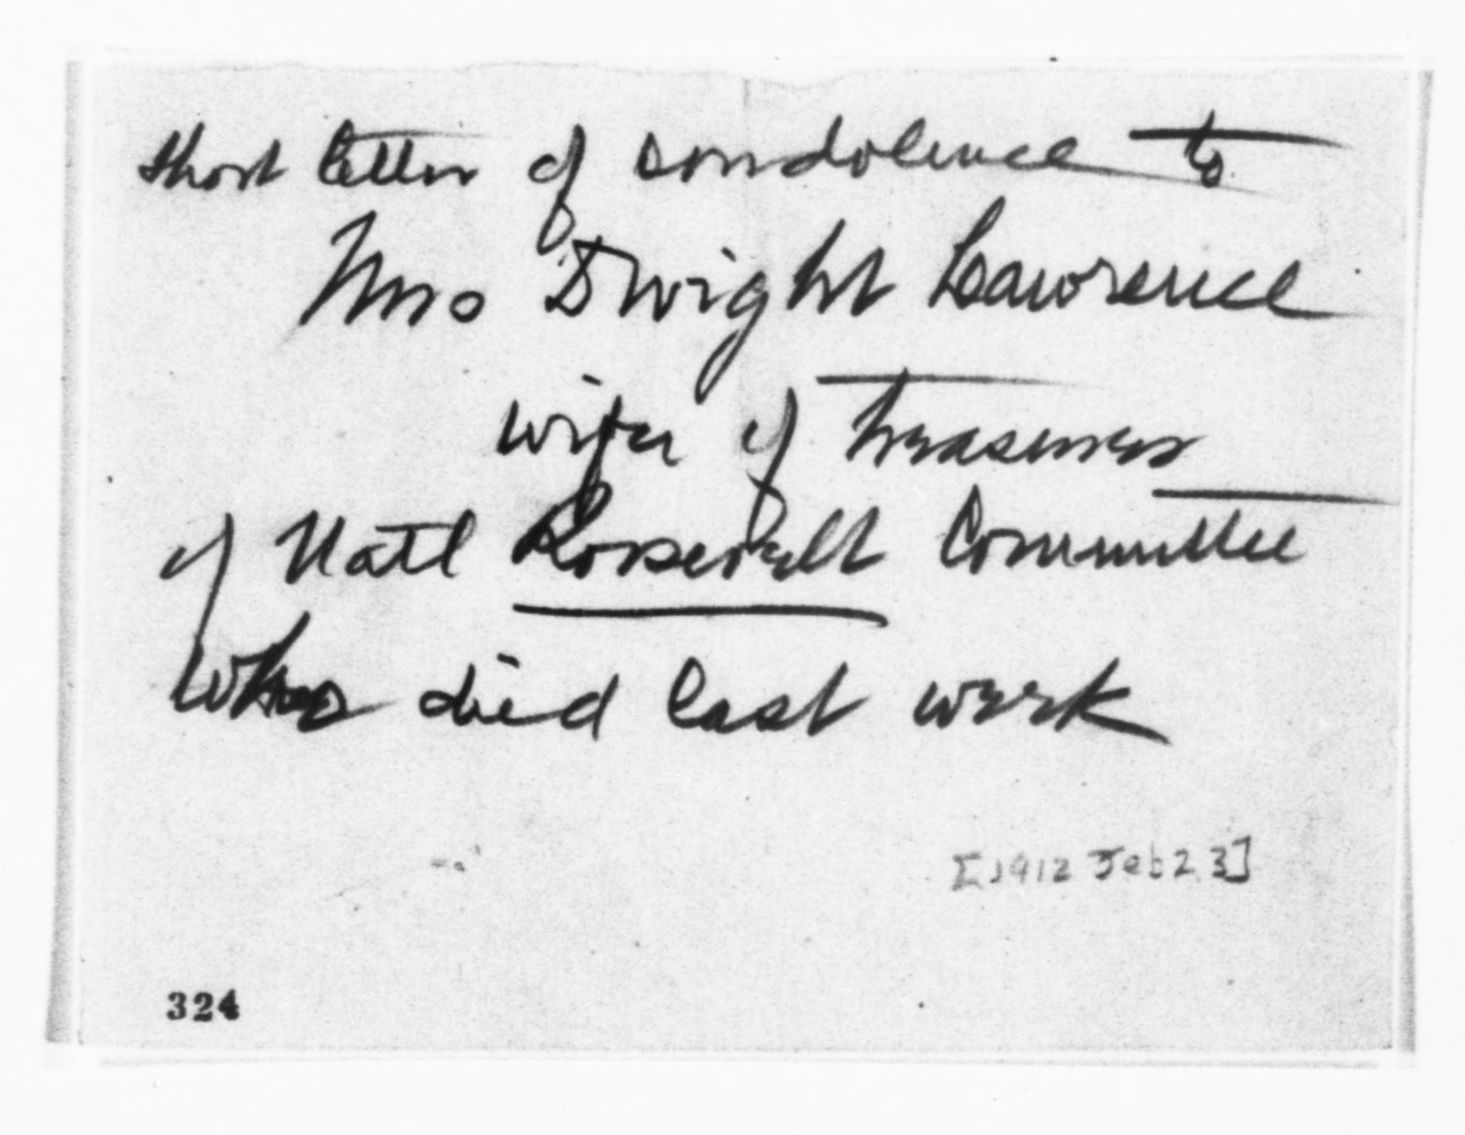 short letter of condolence to
Mrs Dwight Lawrence
wife of treasurer
of Natl Roosevelt Committee
who died last week
[1912 Feb 23]
324